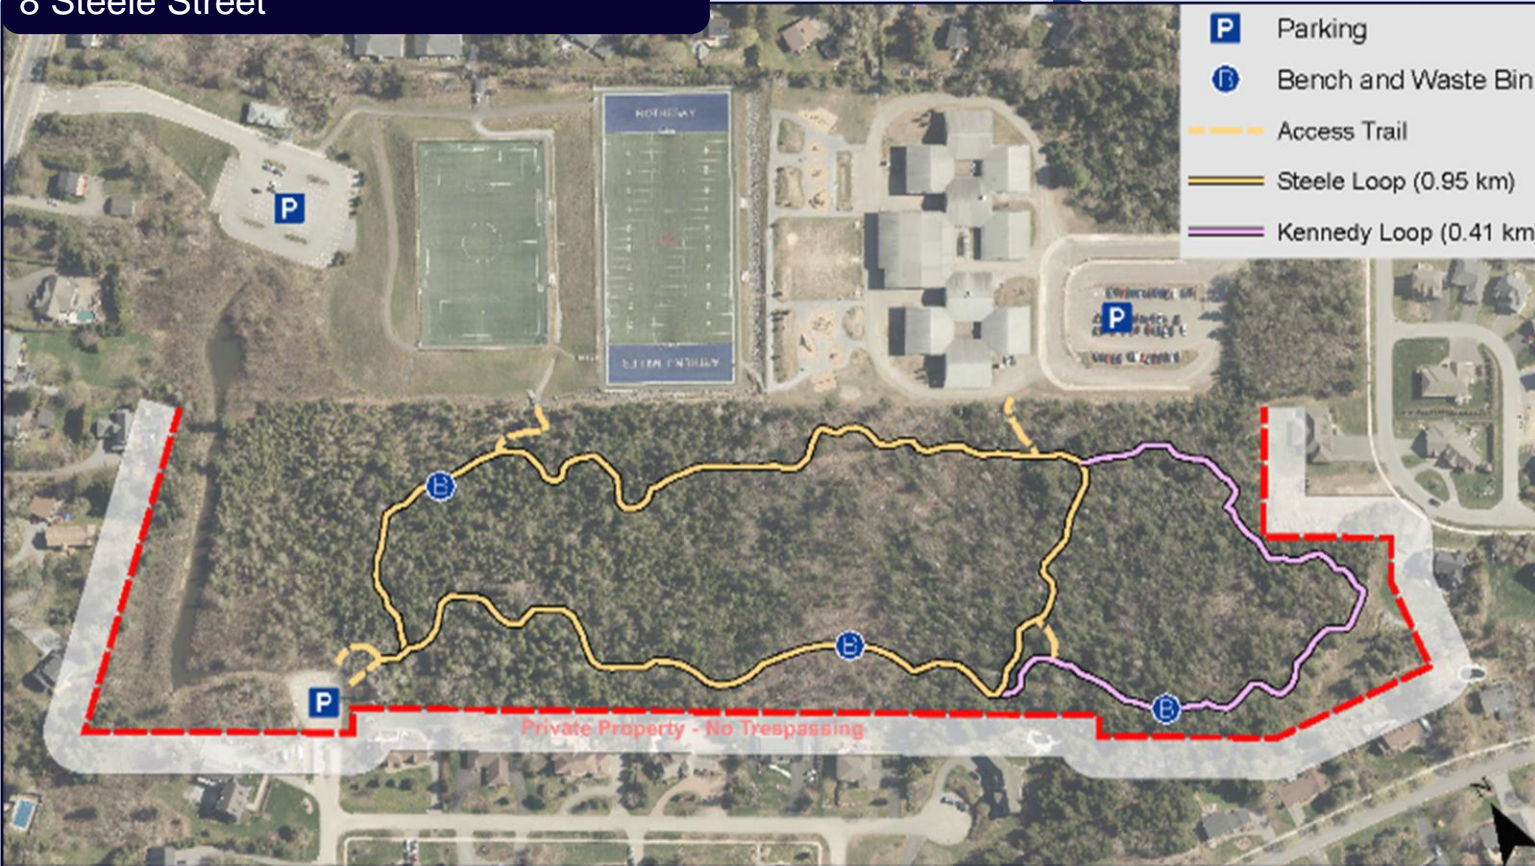 8 Steele Street
P Parking
B Bench and Waste Bin
Access Trail
Steele Loop (0.95 km)
Kennedy Loop (0.41 km
ROTHESAY
P
P
B
B
P
B
Private Property - No Trespassing
N